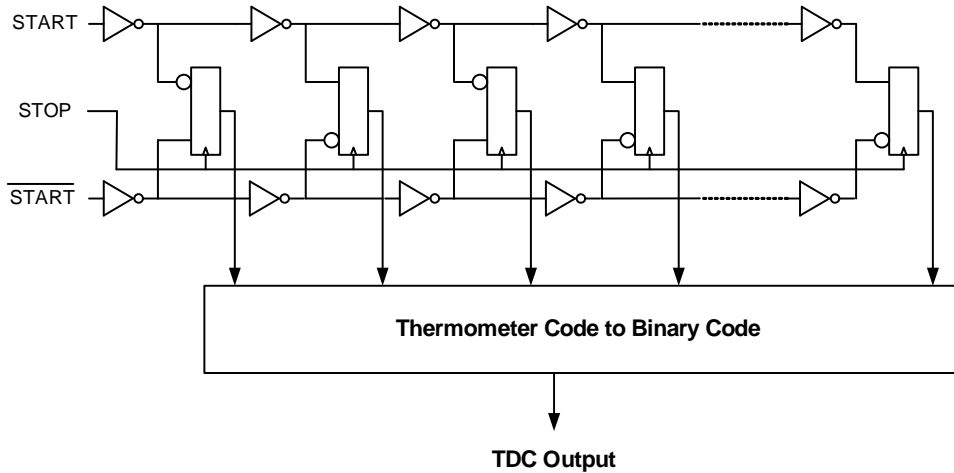 START
STOP
START
Thermometer Code to Binary Code
TDC Output